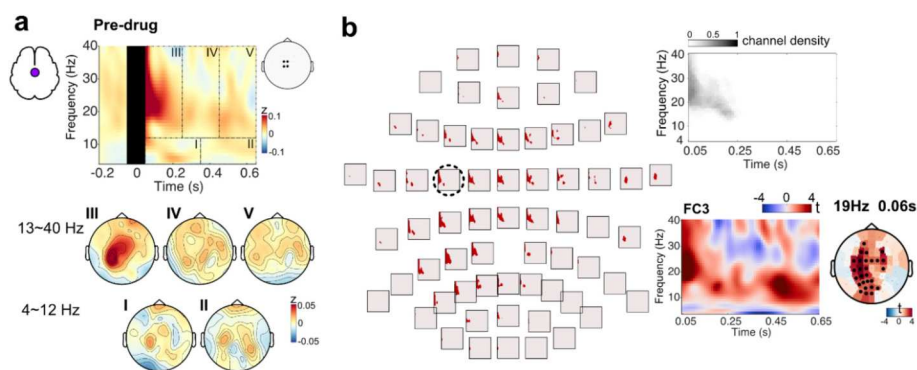 a
Pre-drug
Frequency (Hz)
40
30
20
10
III
IV
V
I
II
-0.2
0
0.2
0.4
0.6
Time (s)
z
0.1
-0.1
13~40 Hz
III
IV
V
4~12 Hz
I
II
z
0.05
-0.05
b
0
0.5
1
channel density
Frequency (Hz)
40
30
20
10
4
0.05
0.25
0.45
0.65
Time (s)
FC3
-4
4
t
19Hz 0.06s
Frequency (Hz)
40
30
20
10
0.05
0.25
0.45
0.65
Time (s)
t
-4
4